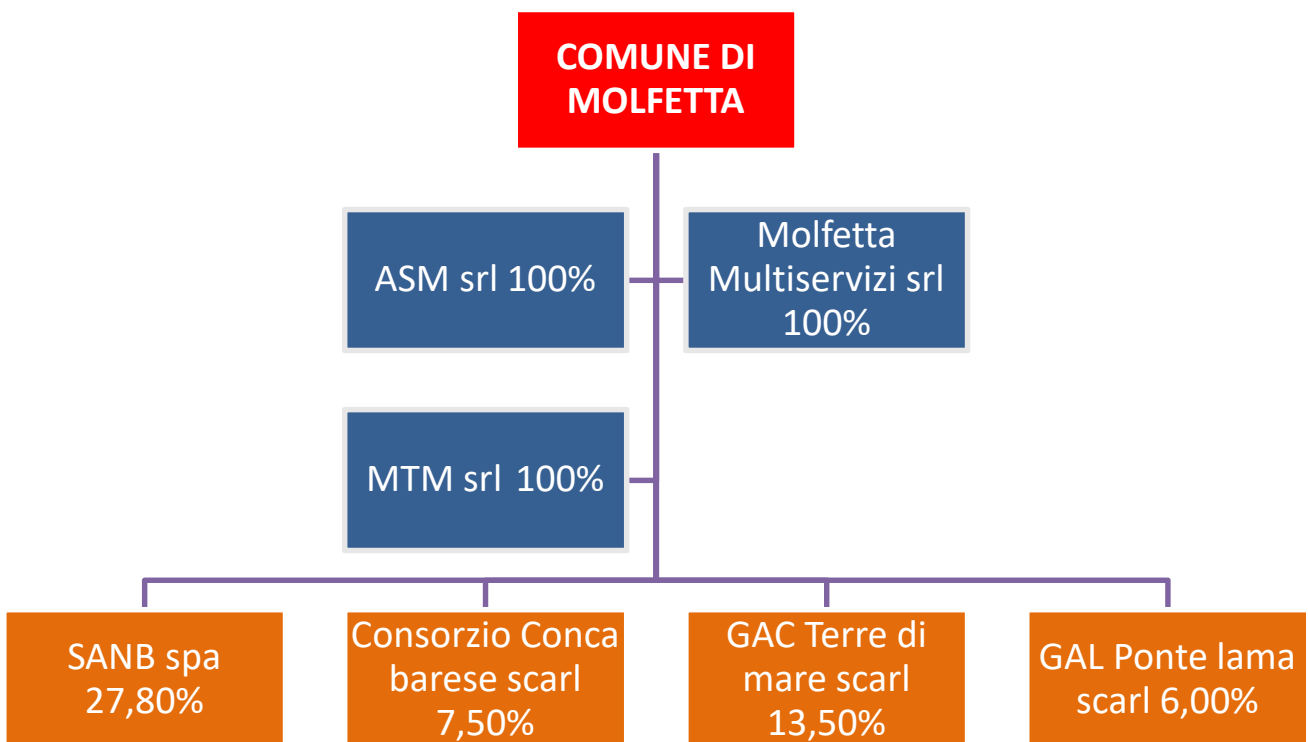 COMUNE DI
MOLFETTA
ASM srl 100%
Molfetta
Multiservizi srl
100%
MTM srl 100%
SANB spa
27,80%
Consorzio Conca
barese scarl
7,50%
GAC Terre di
mare scarl
13,50%
GAL Ponte lama
scarl 6,00%